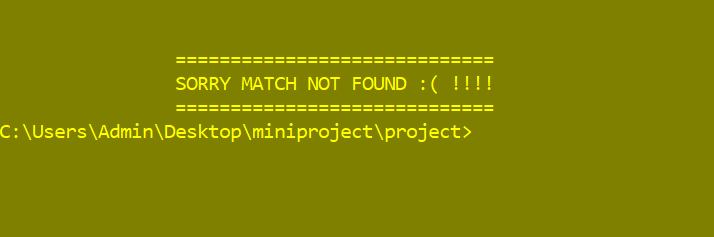 =============================
SORRY MATCH NOT FOUND :( !!!!
=============================
C:\Users\Admin\Desktop\miniproject\project>